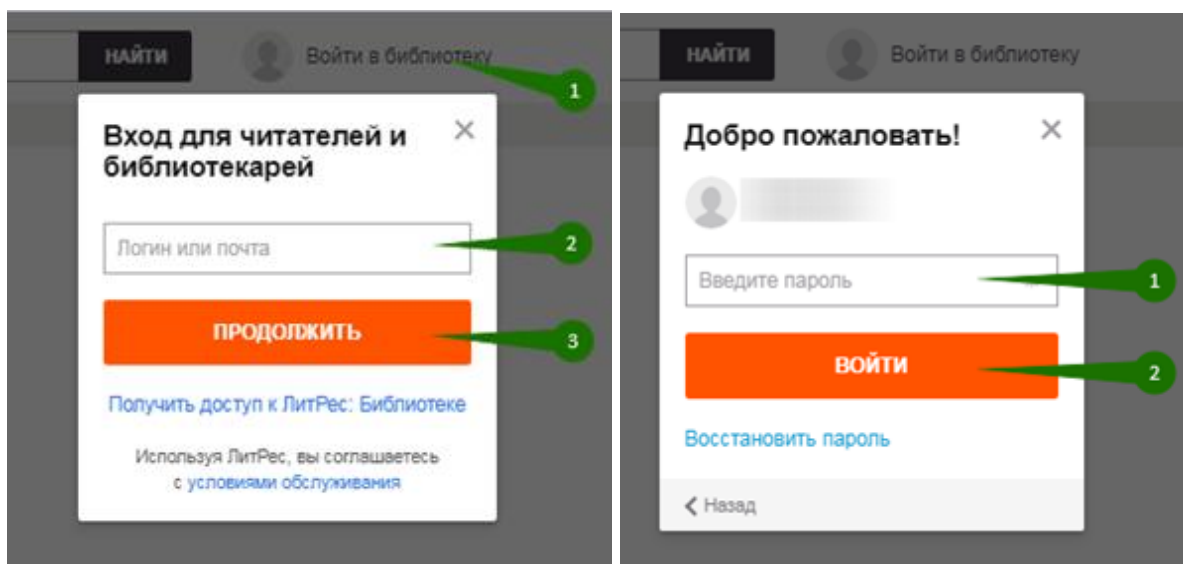 НАЙТИ
Войти в библиотеку
1
Вход для читателей и
библиотекарей
Логин или почта
2
ПРОДОЛЖИТЬ
3
Получить доступ к ЛитРес: Библиотеке
Используя ЛитРес, вы соглашаетесь
с условиями обслуживания
НАЙТИ
Войти в библиотеку
Добро пожаловать!
Введите пароль
1
ВОЙТИ
2
Восстановить пароль
Назад